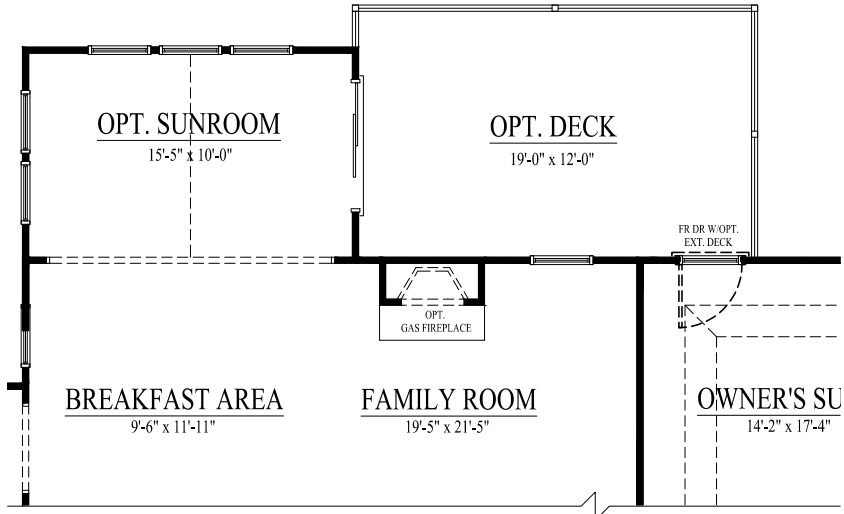 OPT. SUNROOM
15'-5" x 10'-0"
OPT. DECK
19'-0" x 12'-0"
FR DR W/OPT.
EXT. DECK
OPT.
GAS FIREPLACE
BREAKFAST AREA
9'-6" x 11'-11"
FAMILY ROOM
19'-5" x 21'-5"
OWNER'S SU
14'-2" x 17'-4"